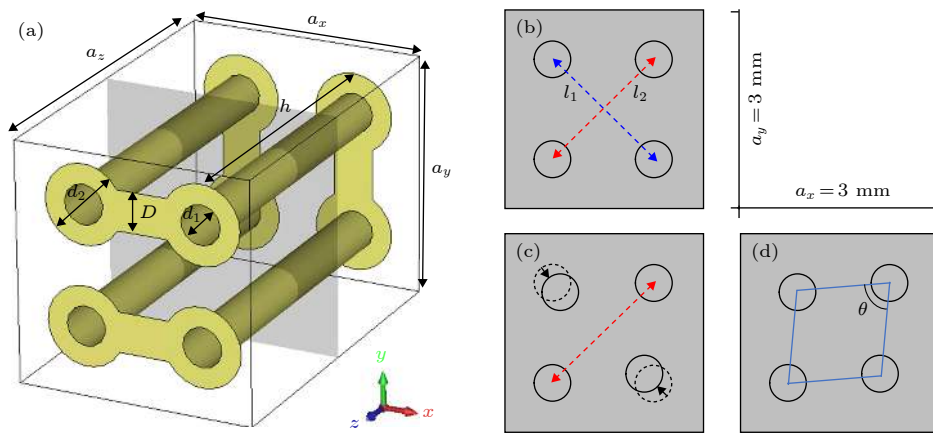 (a)
a_x
a_z
h
a_y
d_2
D
d_1
y
x
z
(b)
l_1
l_2
a_y = 3 mm
a_x = 3 mm
(c)
(d)
θ